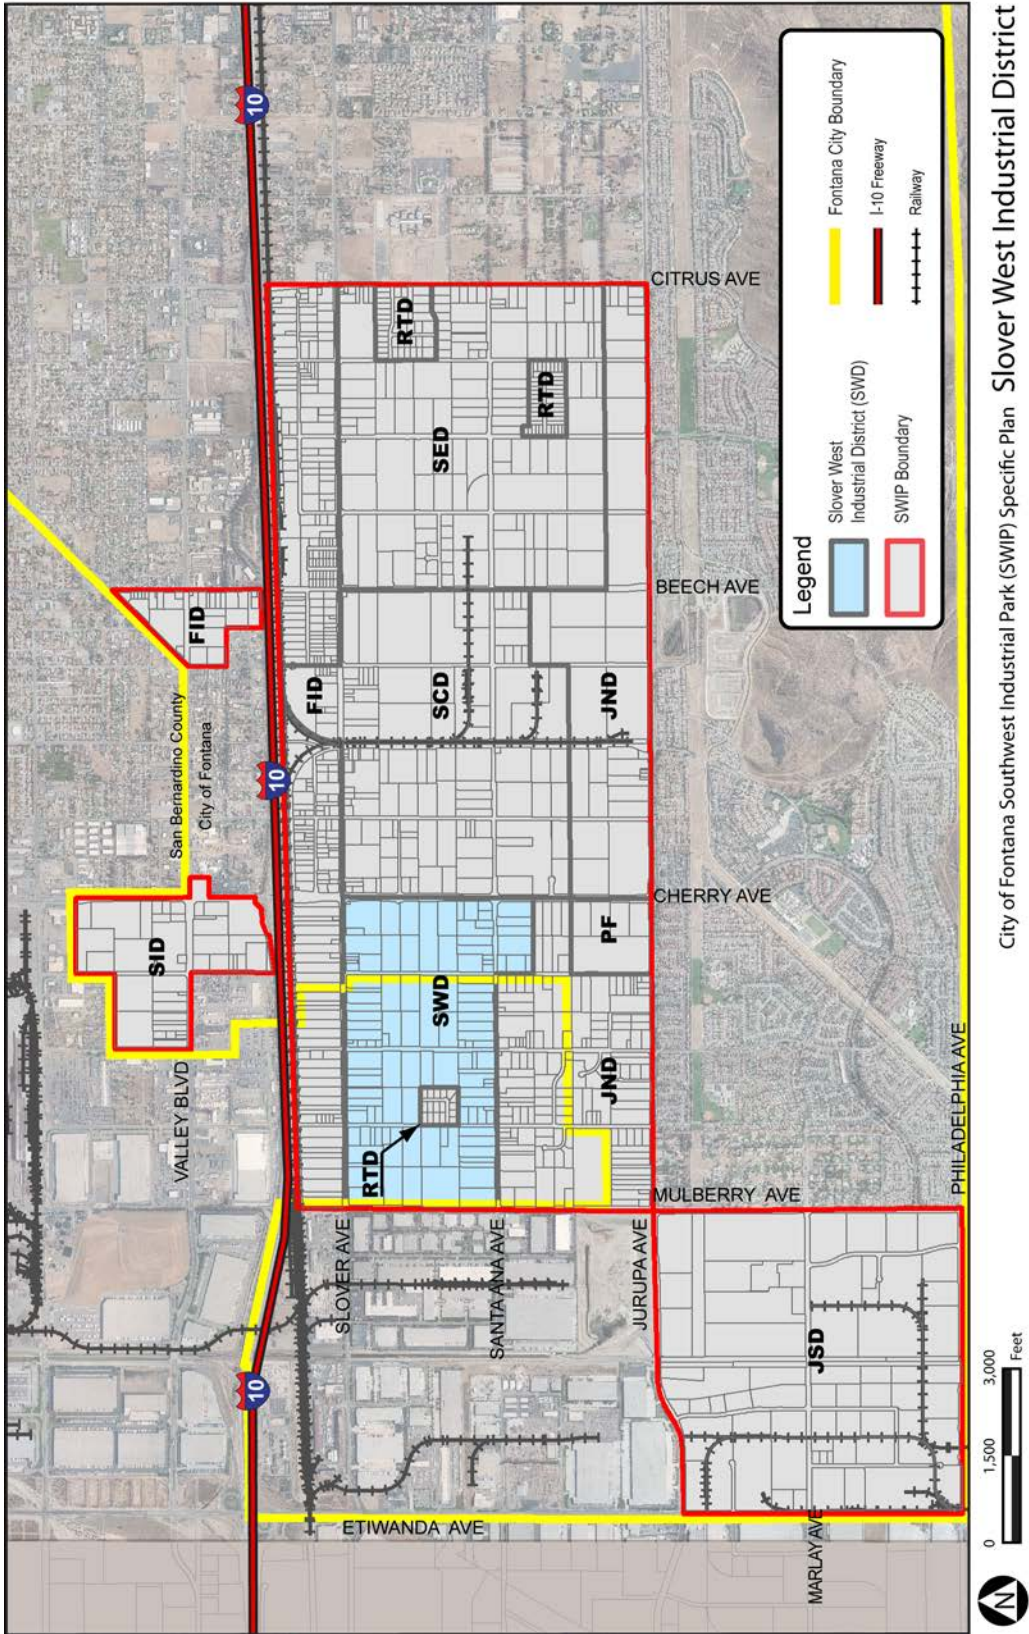 City of Fontana Southwest Industrial Park (SWIP) Specific Plan Slover West Industrial District
Legend
Slover West
Industrial District (SWD)
SWIP Boundary
Fontana City Boundary
I-10 Freeway
Railway
10
10
10
San Bernardino County
City of Fontana
VALLEY BLVD
SLOVER AVE
SANTA ANA AVE
JURUPA AVE
MARLAY AVE
PHILADELPHIA AVE
ETIWANDA AVE
MULBERRY AVE
CHERRY AVE
BEECH AVE
CITRUS AVE
SID
FID
FID
SWD
RTD
SCD
SED
RTD
RTD
JND
JND
PF
JSD
N
0 1,500 3,000
Feet